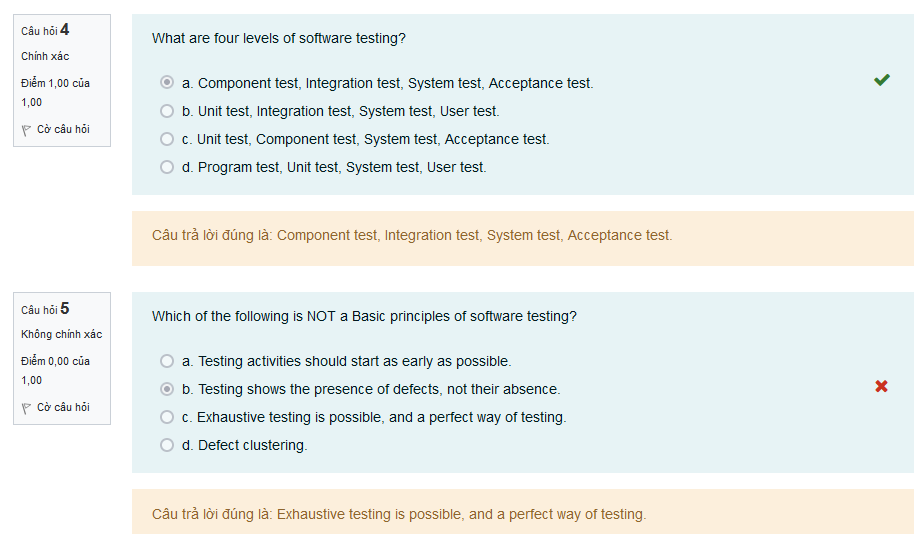 Câu hỏi 4
Chính xác
Điểm 1,00 của
1,00
Cờ câu hỏi
What are four levels of software testing?
a. Component test, Integration test, System test, Acceptance test.
b. Unit test, Integration test, System test, User test.
c. Unit test, Component test, System test, Acceptance test.
d. Program test, Unit test, System test, User test.
Câu trả lời đúng là: Component test, Integration test, System test, Acceptance test.
Câu hỏi 5
Không chính xác
Điểm 0,00 của
1,00
Cờ câu hỏi
Which of the following is NOT a Basic principles of software testing?
a. Testing activities should start as early as possible.
b. Testing shows the presence of defects, not their absence.
c. Exhaustive testing is possible, and a perfect way of testing.
d. Defect clustering.
Câu trả lời đúng là: Exhaustive testing is possible, and a perfect way of testing.